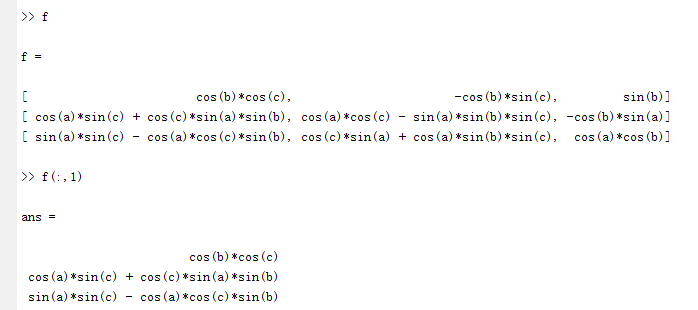 >> f
f =
[ cos(b)*cos(c), -cos(b)*sin(c), sin(b)]
[ cos(a)*sin(c) + cos(c)*sin(a)*sin(b), cos(a)*cos(c) - sin(a)*sin(b)*sin(c), -cos(b)*sin(a)]
[ sin(a)*sin(c) - cos(a)*cos(c)*sin(b), cos(c)*sin(a) + cos(a)*sin(b)*sin(c), cos(a)*cos(b)]
>> f(:,1)
ans =
cos(b)*cos(c)
cos(a)*sin(c) + cos(c)*sin(a)*sin(b)
sin(a)*sin(c) - cos(a)*cos(c)*sin(b)